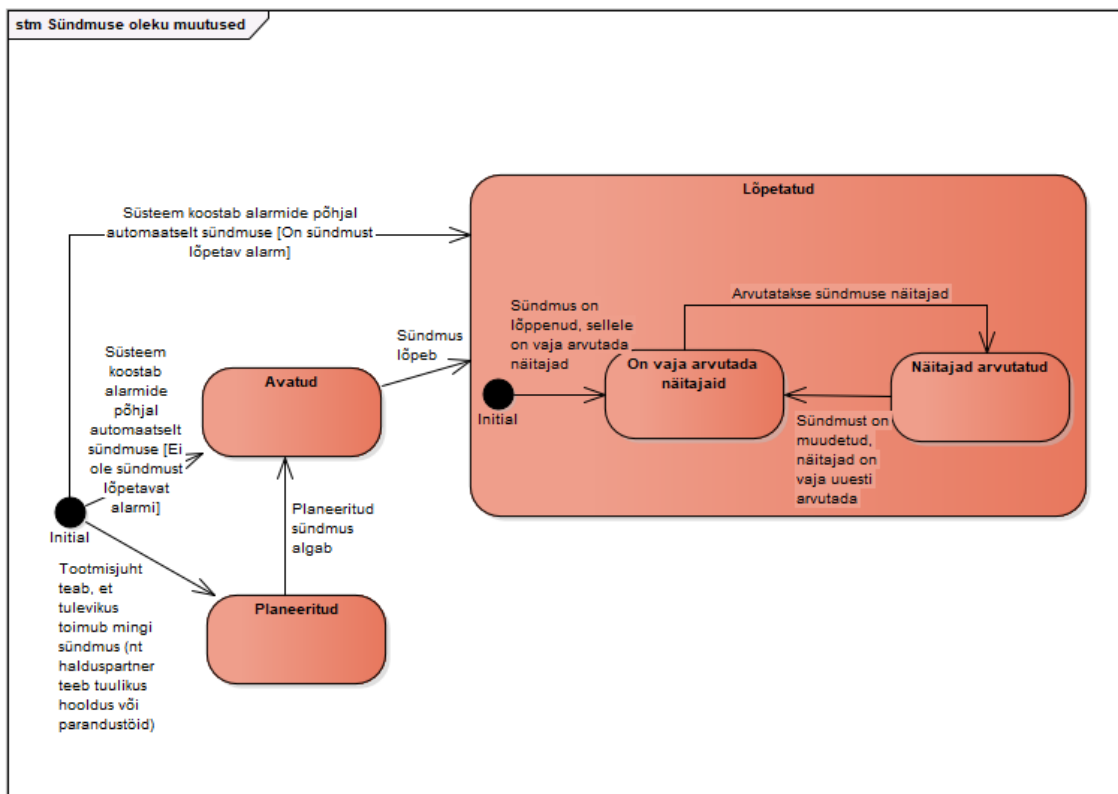 stm Sündmuse oleku muutused
Lõpetatud
Süsteem koostab alarmide põhjal
automaatselt sündmuse [On sündmust
lõpetav alarm]
Arvutatakse sündmuse näitajad
Sündmus on
lõppenud, sellele
on vaja arvutada
näitajad
Sündmus
lõpeb
Süsteem
koostab
alarmide
põhjal
automaatselt
sündmuse [Ei
ole sündmust
lõpetavat
alarmi]
Avatud
On vaja arvutada
näitajaid
Näitajad arvutatud
Initial
Sündmust on
muudetud,
näitajad on
vaja uuesti
arvutada
Initial
Planeeritud
sündmus
algab
Tootmisjuht
teab, et
tulevikus
toimub mingi
sündmus (nt
halduspartner
teeb tuulikus
hooldus või
parandustöid)
Planeeritud